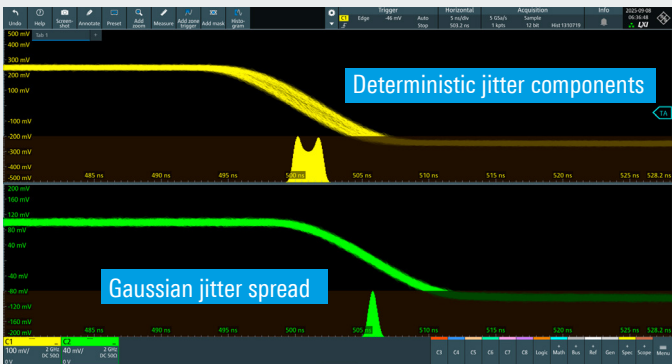 Undo
Help
Screen-shot
Annotate
Preset
Add zoom
Measure
Add zone trigger
Add mask
Histo-gram
Trigger
C1 Edge -46 mV Auto
Stop
Horizontal
5 ns/div
503.2 ns
Acquisition
5 GSa/s Sample
1 kpts 12 bit Hist 1310719
Info
2025-09-08
06:36:48
LXI
500 mV
Tab 1
400 mV
300 mV
200 mV
100 mV
Deterministic jitter components
TA
-100 mV
-200 mV
-300 mV
-400 mV
-500 mV
485 ns 490 ns 495 ns 500 ns 505 ns 510 ns 515 ns 520 ns 525 ns 528.2 ns
200 mV
160 mV
120 mV
80 mV
40 mV
-40 mV
-80 mV
Gaussian jitter spread
-120 mV
-160 mV
-200 mV
485 ns 490 ns 495 ns 500 ns 505 ns 510 ns 515 ns 520 ns 525 ns 528.2 ns
C1
100 mV/ 2 GHz
DC 50Ω
0 V
C2
40 mV/ 2 GHz
DC 50Ω
0 V
C3 C4 C5 C6 C7 C8 Logic Math Bus Ref Gen Spec Scope Menu